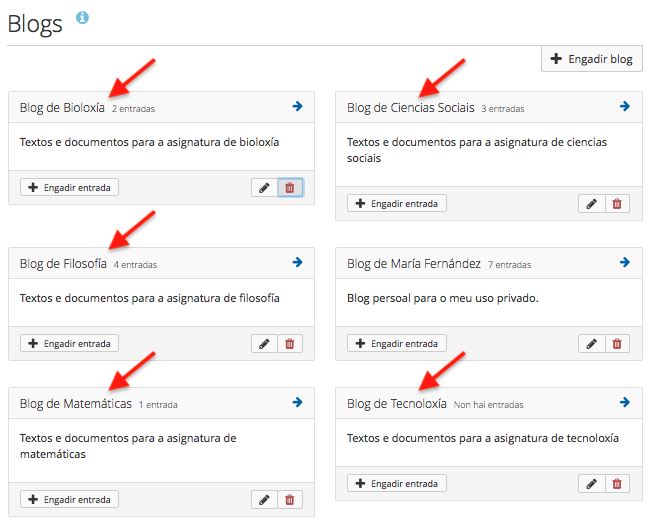 Blogs
Engadir blog
Blog de Bioloxía 2 entradas
Textos e documentos para a asignatura de bioloxía
Engadir entrada
Blog de Ciencias Sociais 3 entradas
Textos e documentos para a asignatura de ciencias
sociais
Engadir entrada
Blog de Filosofía 4 entradas
Textos e documentos para a asignatura de filosofía
Engadir entrada
Blog de María Fernández 7 entradas
Blog persoal para o meu uso privado.
Engadir entrada
Blog de Matemáticas 1 entrada
Textos e documentos para a asignatura de
matemáticas
Engadir entrada
Blog de Tecnoloxía Non hai entradas
Textos e documentos para a asignatura de tecnoloxía
Engadir entrada